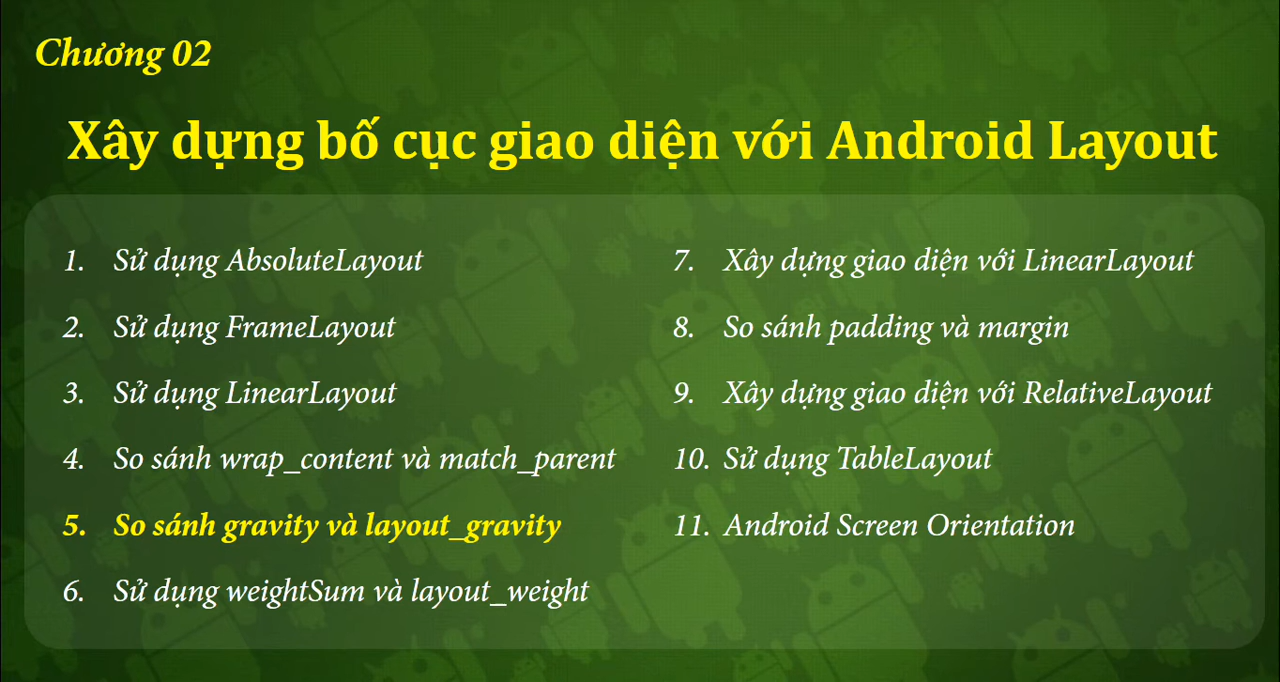 Chương 02
Xây dựng bố cục giao diện với Android Layout
1. Sử dụng AbsoluteLayout
2. Sử dụng FrameLayout
3. Sử dụng LinearLayout
4. So sánh wrap_content và match_parent
5. So sánh gravity và layout_gravity
6. Sử dụng weightSum và layout_weight
7. Xây dựng giao diện với LinearLayout
8. So sánh padding và margin
9. Xây dựng giao diện với RelativeLayout
10. Sử dụng TableLayout
11. Android Screen Orientation